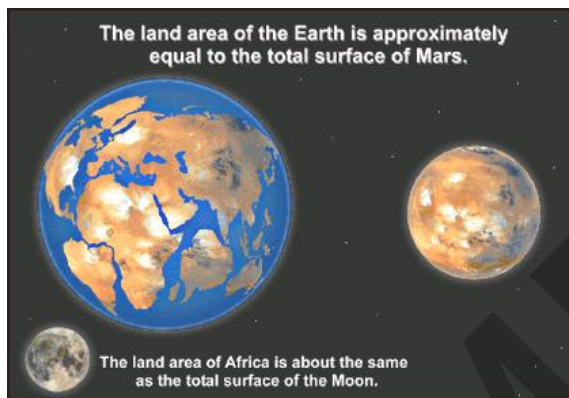 The land area of the Earth is approximately
equal to the total surface of Mars.
The land area of Africa is about the same
as the total surface of the Moon.